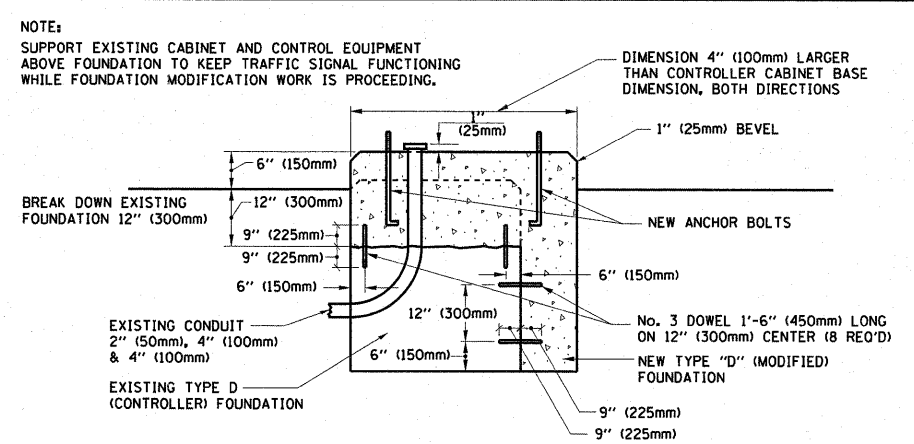 NOTE:
SUPPORT EXISTING CABINET AND CONTROL EQUIPMENT
ABOVE FOUNDATION TO KEEP TRAFFIC SIGNAL FUNCTIONING
WHILE FOUNDATION MODIFICATION WORK IS PROCEEDING.
DIMENSION 4" (100mm) LARGER
THAN CONTROLLER CABINET BASE
DIMENSION, BOTH DIRECTIONS
1"
(25mm)
1" (25mm) BEVEL
6" (150mm)
BREAK DOWN EXISTING
FOUNDATION 12" (300mm)
12" (300mm)
NEW ANCHOR BOLTS
9" (225mm)
9" (225mm)
6" (150mm)
6" (150mm)
12" (300mm)
6" (150mm)
EXISTING CONDUIT
2" (50mm), 4" (100mm)
& 4" (100mm)
EXISTING TYPE D
(CONTROLLER) FOUNDATION
No. 3 DOWEL 1'-6" (450mm) LONG
ON 12" (300mm) CENTER (8 REQ'D)
NEW TYPE "D" (MODIFIED)
FOUNDATION
9" (225mm)
9" (225mm)